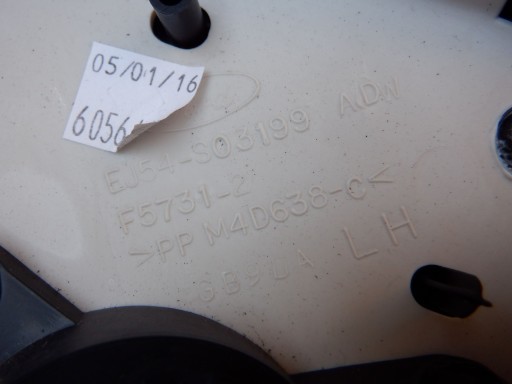 05/01/16
6056
EJ54-S03199 ADW
F5731-2
>PP M4D638-C<
LH